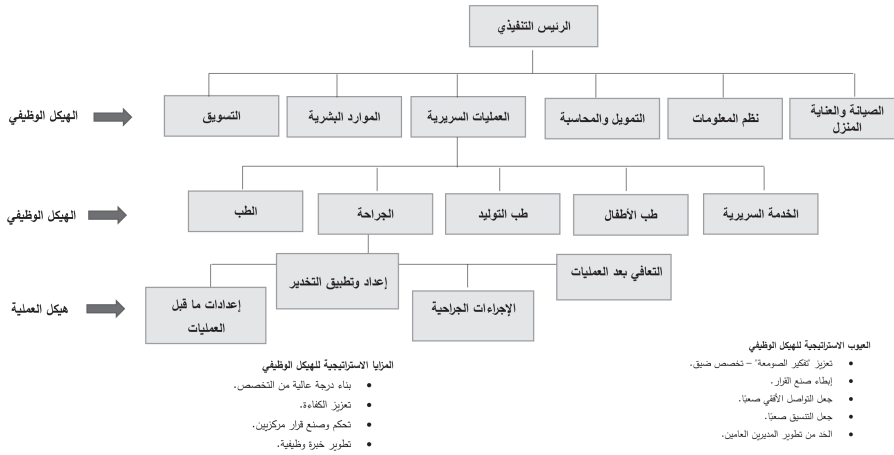 الرئيس التنفيذي
الصيانة والعناية
المنزل
نظم المعلومات
التمويل والمحاسبة
العمليات السريرية
الموارد البشرية
التسويق
الهيكل الوظيفي
الخدمة السريرية
طب الأطفال
طب التوليد
الجراحة
الطب
الهيكل الوظيفي
التعافي بعد العمليات
الإجراءات الجراحية
إعداد وتطبيق التخدير
إعدادات ما قبل
العمليات
هيكل العملية
العيوب الاستراتيجية للهيكل الوظيفي
• تعزيز "تفكير الصومعة" – تخصص ضيق.
• إبطاء صنع القرار.
• جعل التواصل الأفقي صعبًا.
• جعل التنسيق صعبًا.
• الحد من تطوير المديرين العامين.
المزايا الاستراتيجية للهيكل الوظيفي
• بناء درجة عالية من التخصص.
• تعزيز الكفاءة.
• تحكم وصنع قرار مركزيين.
• تطوير خبرة وظيفية.